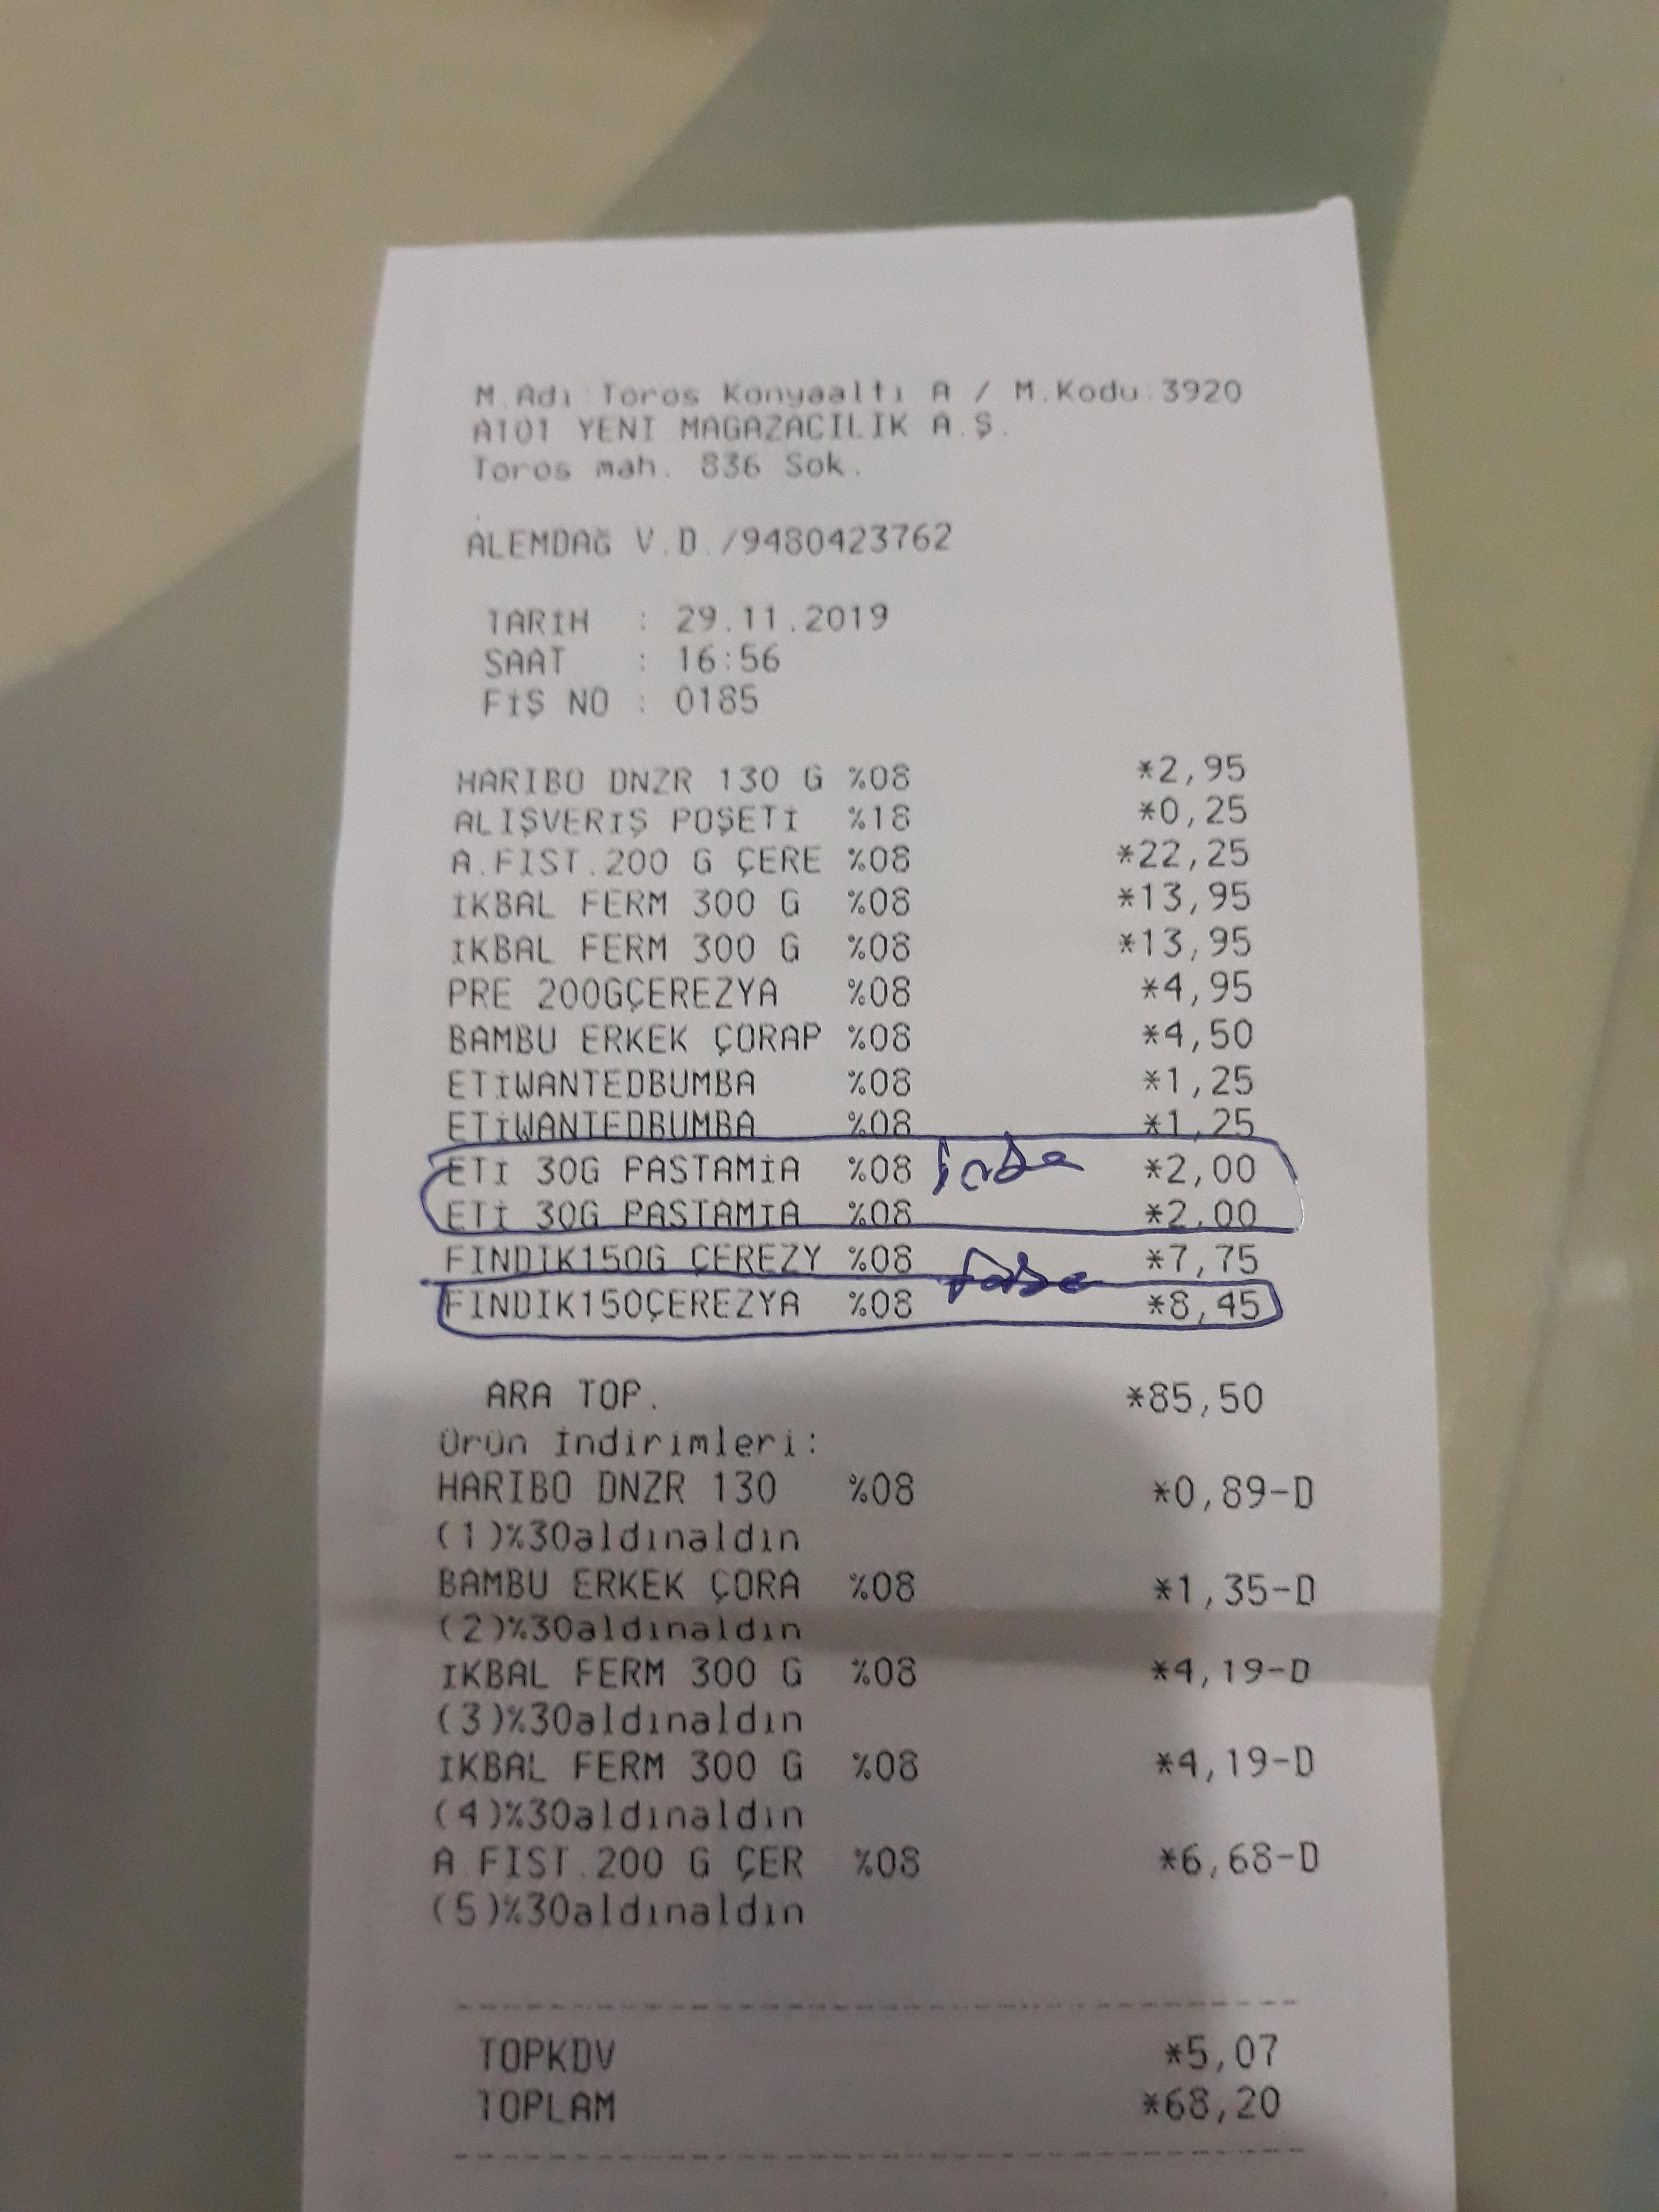 M.Adı:Toros Konyaaltı A / M.Kodu:3920
A101 YENİ MAĞAZACILIK A.Ş.
Toros mah. 836 Sok.
ALEMDAĞ V.D./9480423762
TARİH : 29.11.2019
SAAT : 16:56
FİŞ NO : 0185
HARIBO DNZR 130 G %08 *2,95
ALIŞVERİŞ POŞETİ %18 *0,25
A.FIST.200 G ÇERE %08 *22,25
İKBAL FERM 300 G %08 *13,95
İKBAL FERM 300 G %08 *13,95
PRE 200GÇEREZYA %08 *4,95
BAMBU ERKEK ÇORAP %08 *4,50
ETİWANTEDBUMBA %08 *1,25
ETİWANTEDBUMBA %08 *1,25
ETİ 30G PASTAMİA %08 *2,00
ETİ 30G PASTAMİA %08 *2,00
FINDIK150G ÇEREZY %08 *7,75
FINDIK150ÇEREZYA %08 *8,45
ARA TOP. *85,50
Ürün İndirimleri:
HARIBO DNZR 130 %08 *0,89-D
(1)%30aldınaldın
BAMBU ERKEK ÇORA %08 *1,35-D
(2)%30aldınaldın
İKBAL FERM 300 G %08 *4,19-D
(3)%30aldınaldın
İKBAL FERM 300 G %08 *4,19-D
(4)%30aldınaldın
A.FIST.200 G ÇER %08 *6,68-D
(5)%30aldınaldın
TOPKDV *5,07
TOPLAM *68,20